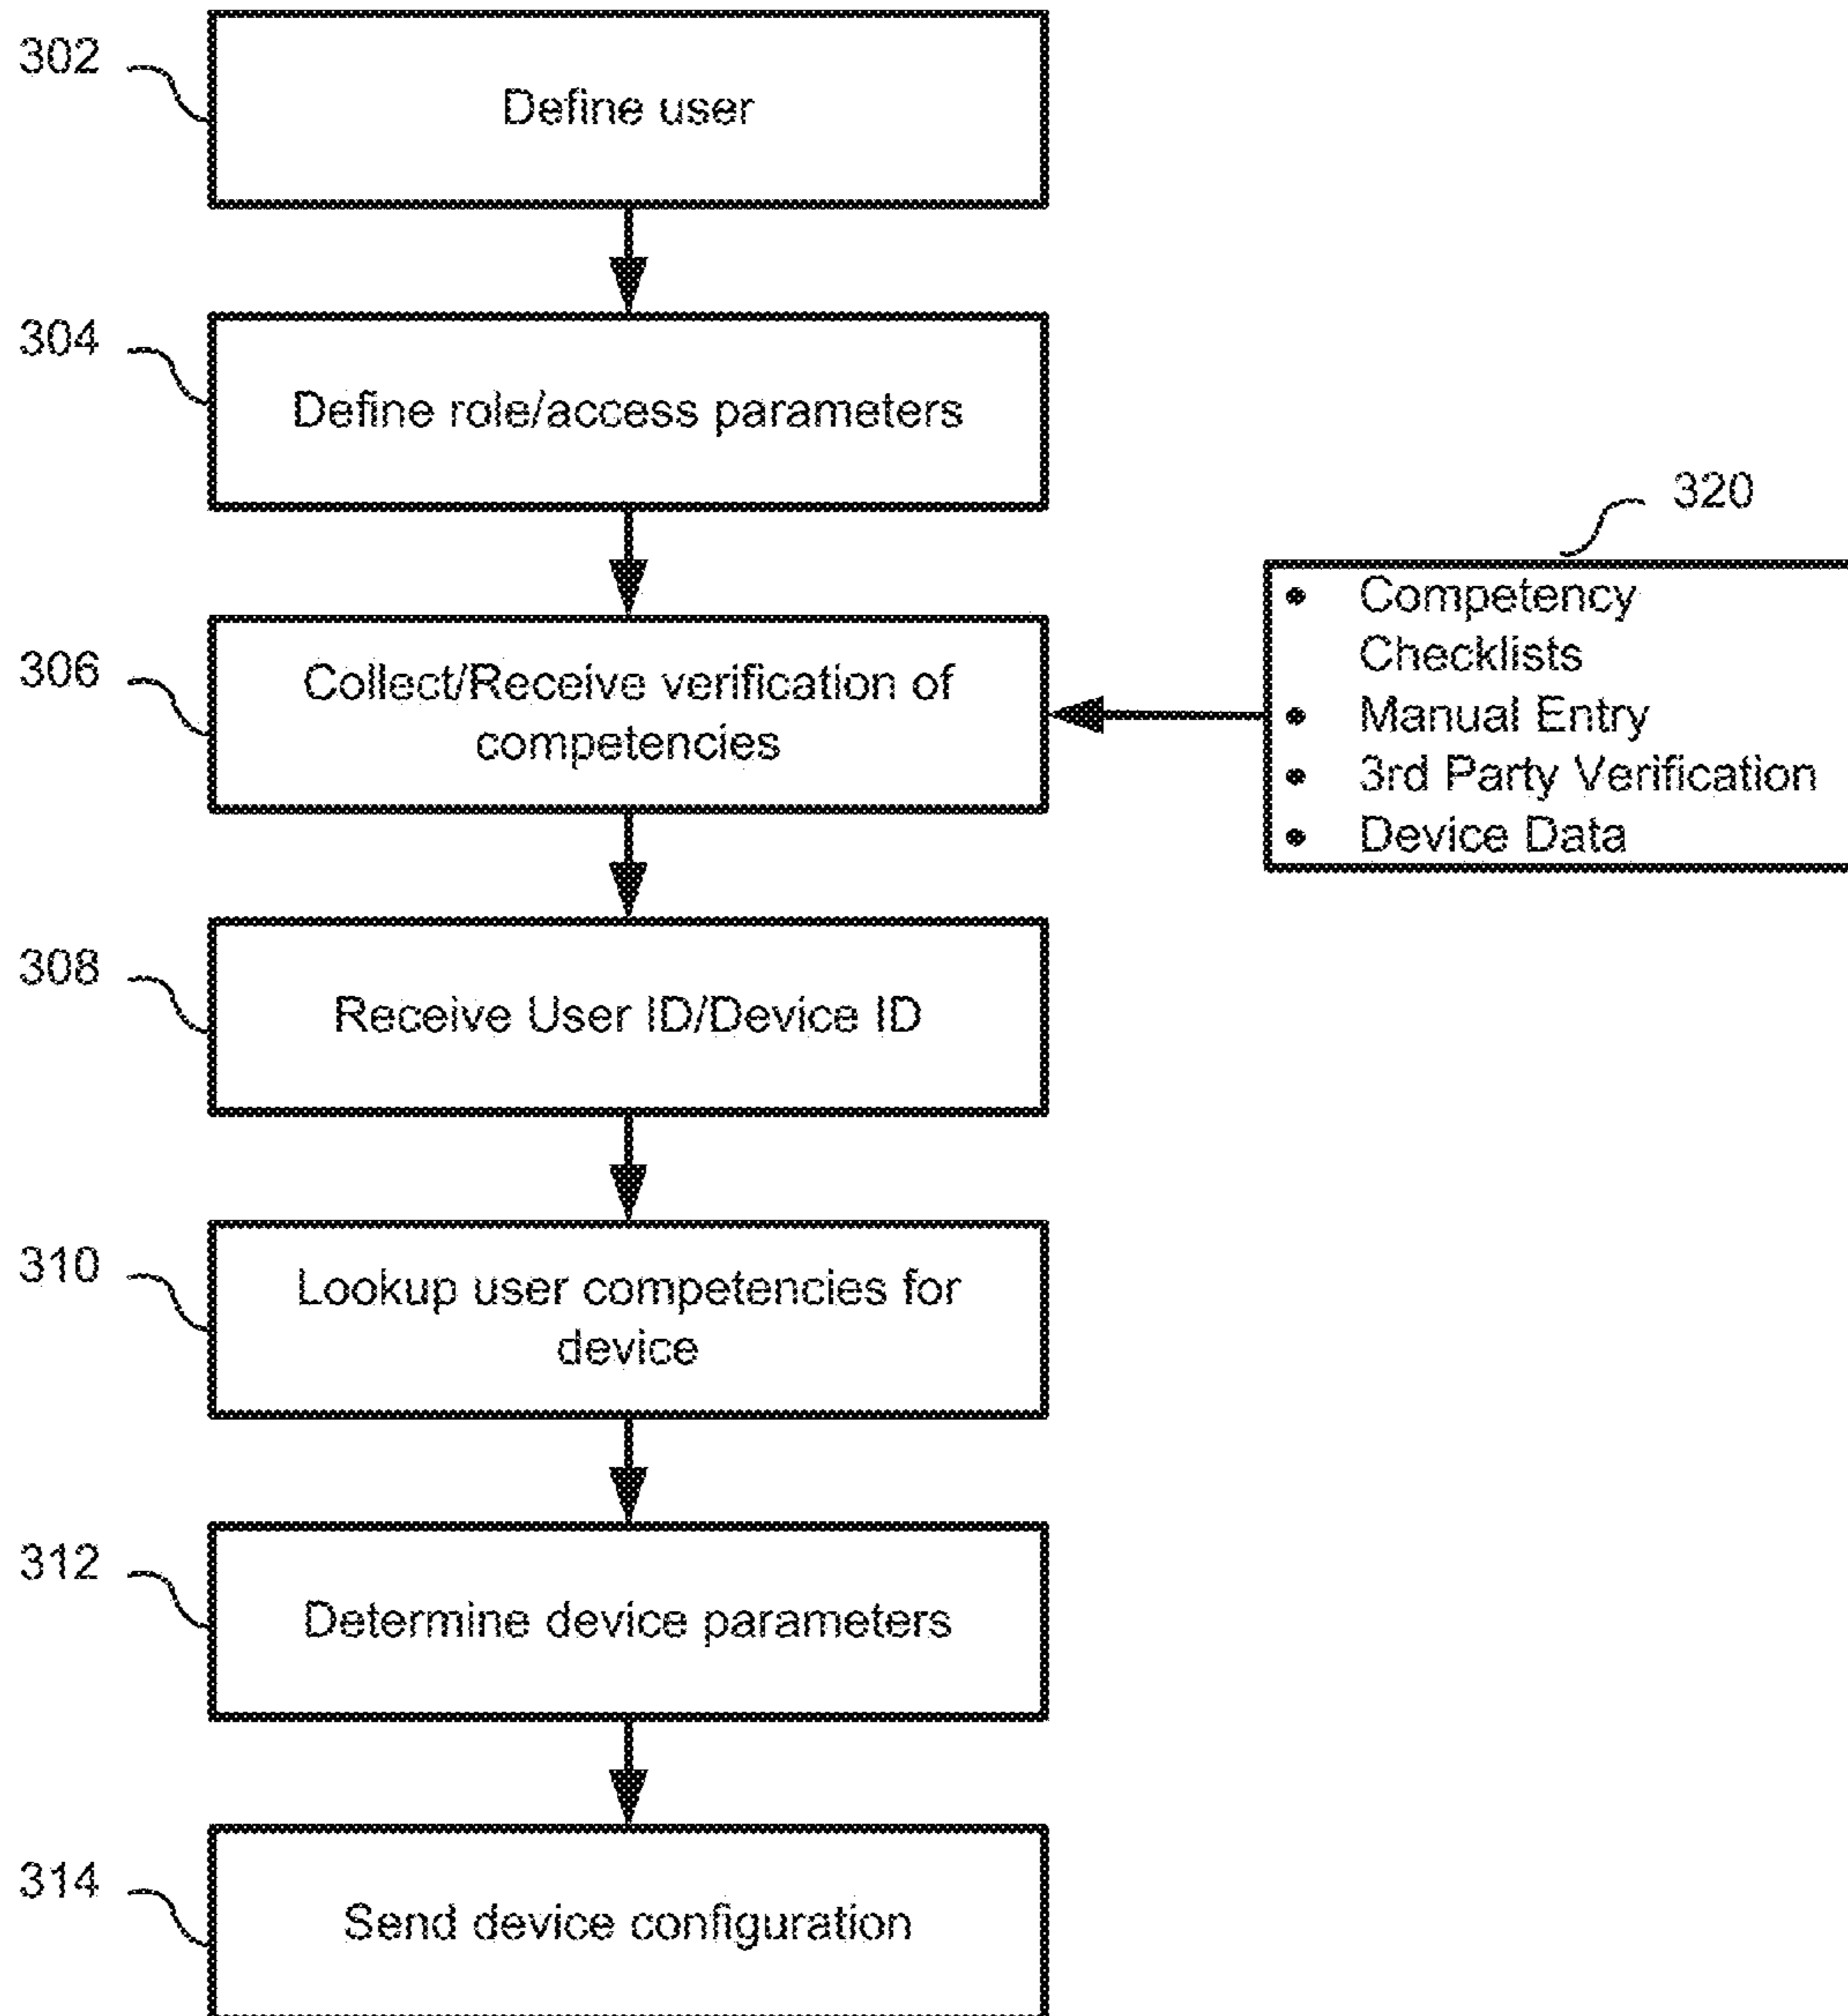 302
Define user
304
Define role/access parameters
320
• Competency
Checklists
• Manual Entry
• 3rd Party Verification
• Device Data
306
Collect/Receive verification of
competencies
308
Receive User ID/Device ID
310
Lookup user competencies for
device
312
Determine device parameters
314
Send device configuration